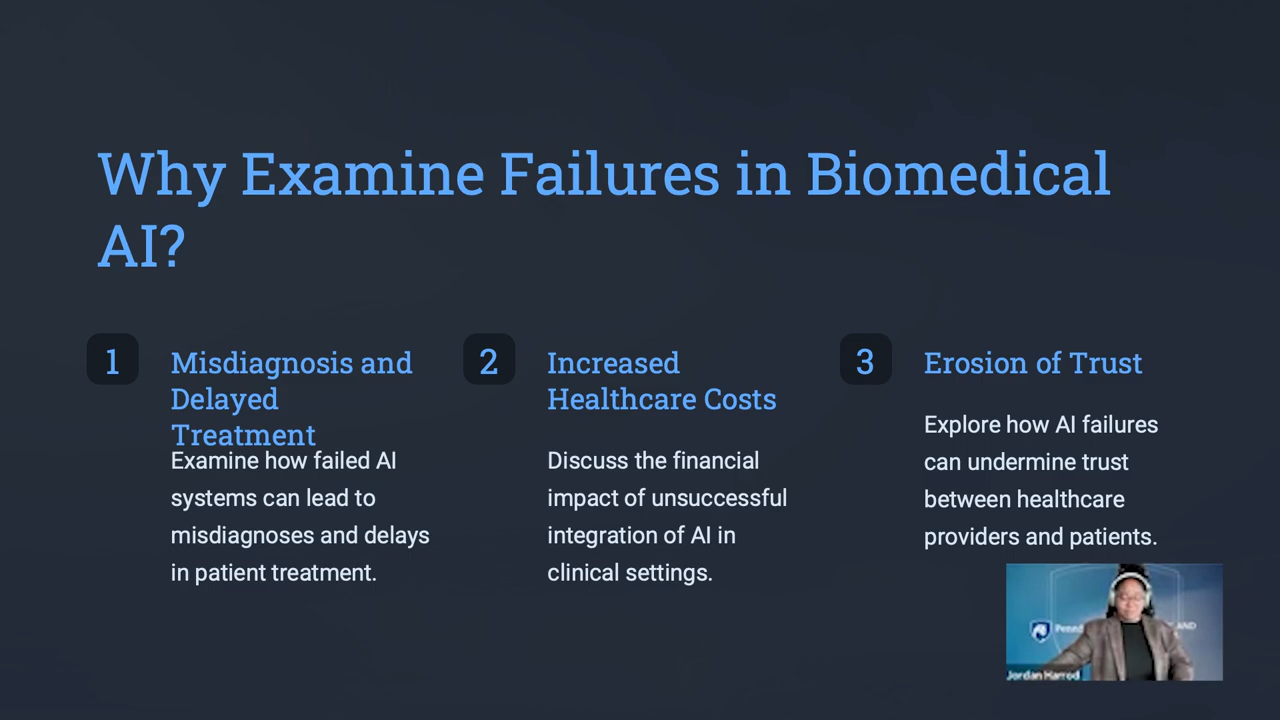 Why Examine Failures in Biomedical
AI?
1
Misdiagnosis and
Delayed
Treatment
Examine how failed AI
systems can lead to
misdiagnoses and delays
in patient treatment.
2
Increased
Healthcare Costs
Discuss the financial
impact of unsuccessful
integration of AI in
clinical settings.
3
Erosion of Trust
Explore how AI failures
can undermine trust
between healthcare
providers and patients.
Jordan Harrod